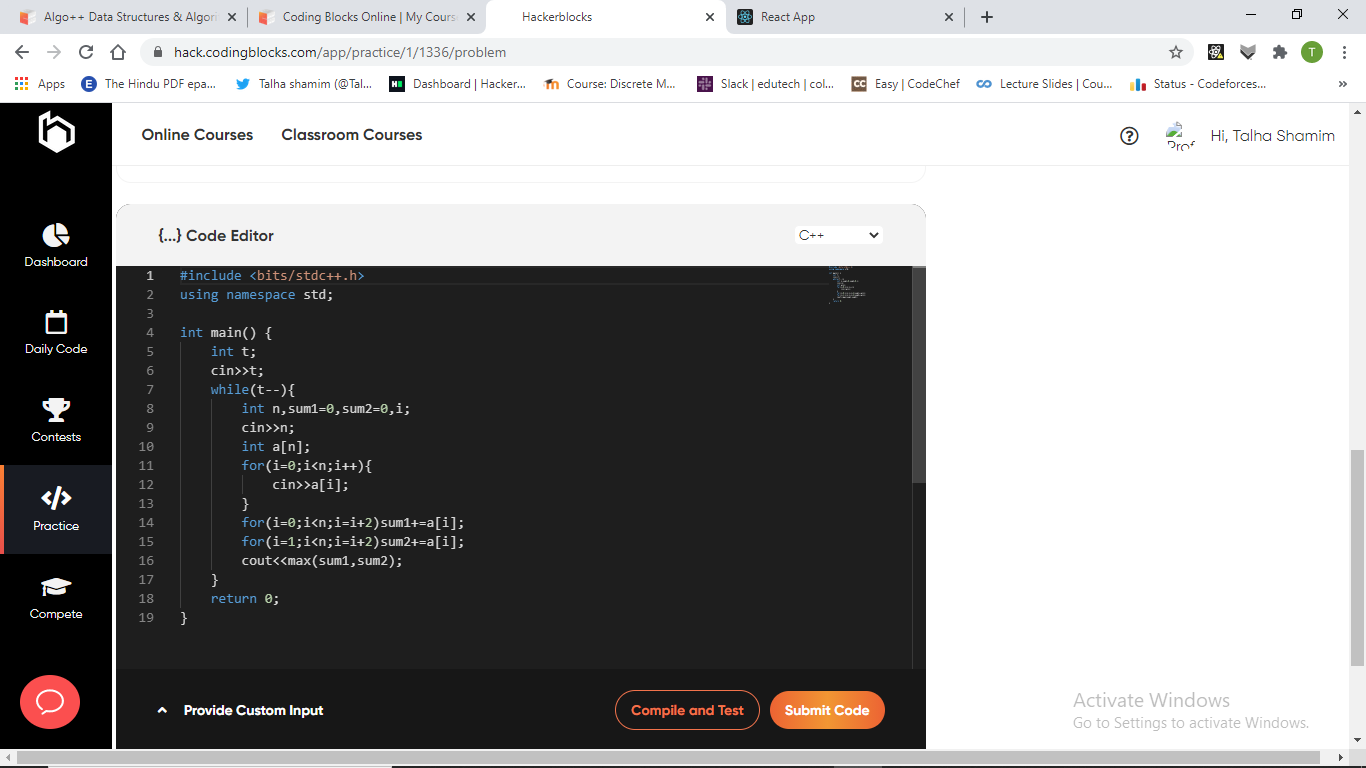 Algo++ Data Structures & Algori
Coding Blocks Online | My Cours
Hackerblocks
React App
hack.codingblocks.com/app/practice/1/1336/problem
T
Apps
E
The Hindu PDF epa...
Talha shamim (@Tal...
Dashboard | Hacker...
Course: Discrete M...
Slack | edutech | col...
CC
Easy | CodeChef
Lecture Slides | Cou...
Status - Codeforces...
»
Online Courses
Classroom Courses
?
Prof
Hi, Talha Shamim
Dashboard
Daily Code
Contests
Practice
Compete
{...} Code Editor
C++
1 #include <bits/stdc++.h>
2 using namespace std;
3
4 int main() {
5 int t;
6 cin>>t;
7 while(t--){
8 int n,sum1=0,sum2=0,i;
9 cin>>n;
10 int a[n];
11 for(i=0;i<n;i++){
12 cin>>a[i];
13 }
14 for(i=0;i<n;i=i+2)sum1+=a[i];
15 for(i=1;i<n;i=i+2)sum2+=a[i];
16 cout<<max(sum1,sum2);
17 }
18 return 0;
19 }
Provide Custom Input
Compile and Test
Submit Code
Activate Windows
Go to Settings to activate Windows.